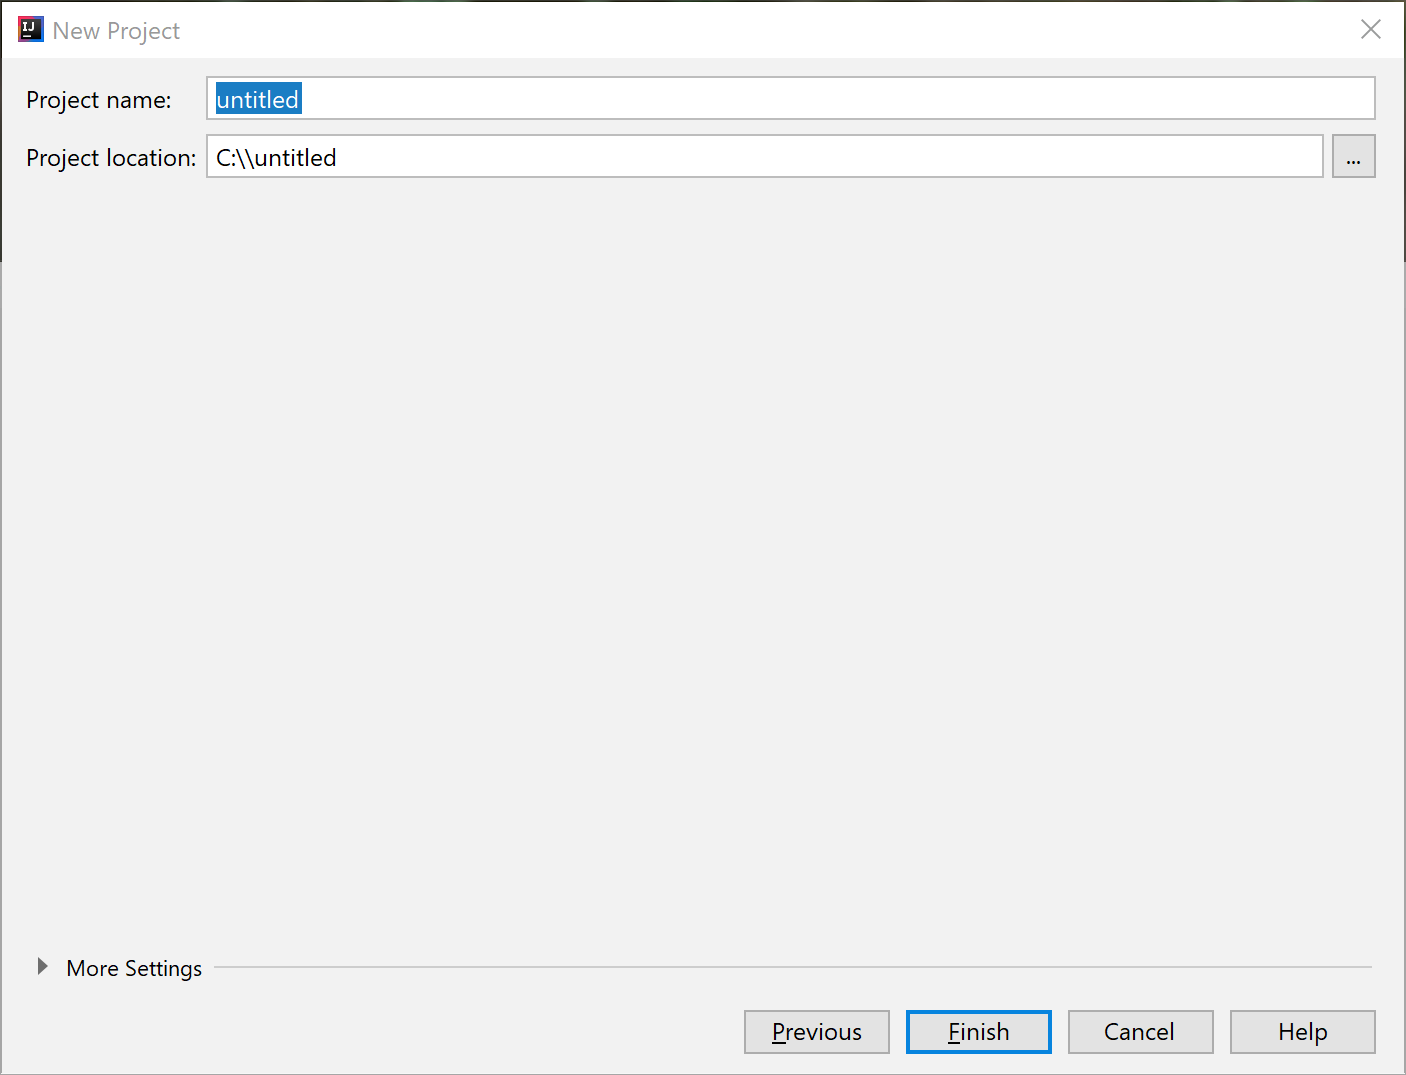 IJ
New Project
Project name: untitled
Project location: C:\\untitled ...
More Settings
Previous Finish Cancel Help